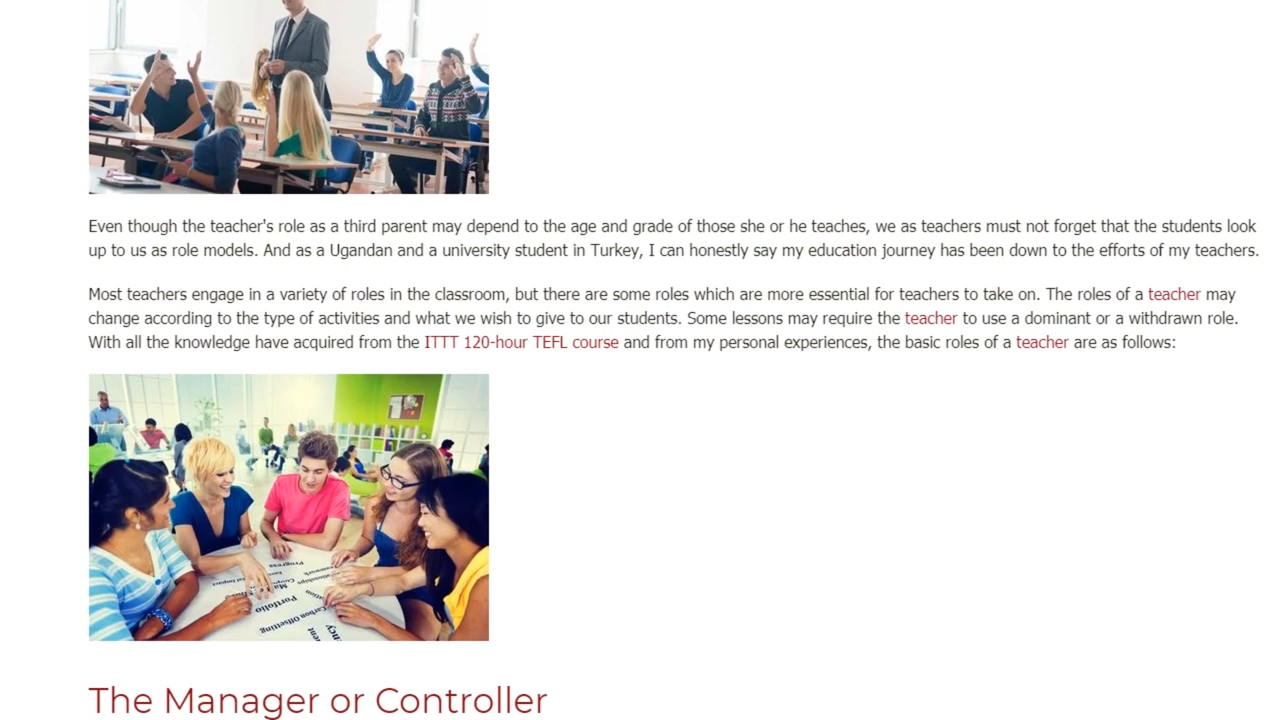 Even though the teacher's role as a third parent may depend to the age and grade of those she or he teaches, we as teachers must not forget that the students look
up to us as role models. And as a Ugandan and a university student in Turkey, I can honestly say my education journey has been down to the efforts of my teachers.
Most teachers engage in a variety of roles in the classroom, but there are some roles which are more essential for teachers to take on. The roles of a teacher may
change according to the type of activities and what we wish to give to our students. Some lessons may require the teacher to use a dominant or a withdrawn role.
With all the knowledge have acquired from the ITTT 120-hour TEFL course and from my personal experiences, the basic roles of a teacher are as follows:
Progress
Portfolio
Carbon Offsetting
The Manager or Controller